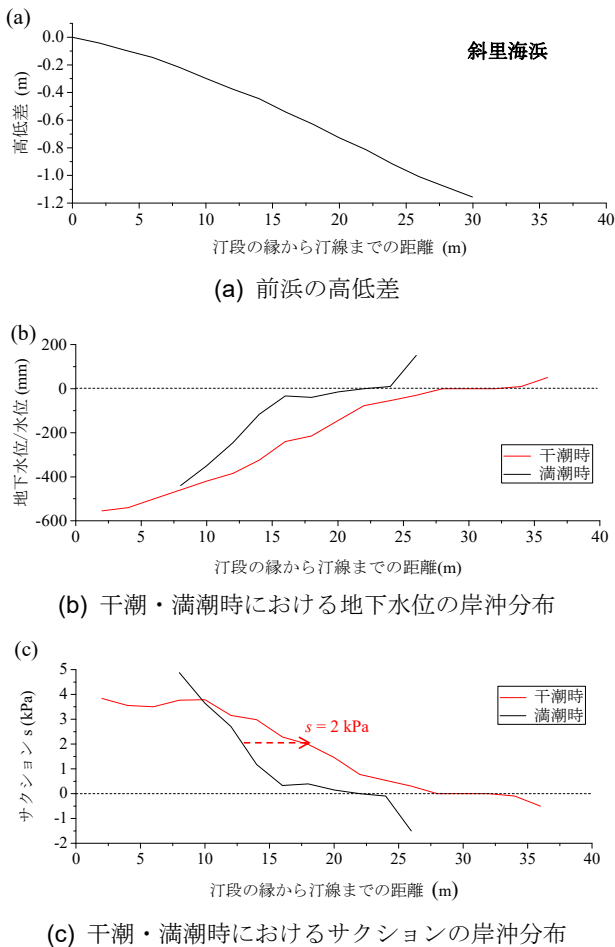 (a)
斜里海浜
高低差 (m)
0.0
-0.2
-0.4
-0.6
-0.8
-1.0
-1.2
0 5 10 15 20 25 30 35 40
汀段の縁から汀線までの距離 (m)
(a) 前浜の高低差
(b)
地下水位/水位 (mm)
200
0
-200
-400
-600
干潮時
満潮時
0 5 10 15 20 25 30 35 40
汀段の縁から汀線までの距離(m)
(b) 干潮・満潮時における地下水位の岸沖分布
(c)
サクション s (kPa)
5
4
3
2
1
0
-1
-2
s = 2 kPa
干潮時
満潮時
0 5 10 15 20 25 30 35 40
汀段の縁から汀線までの距離 (m)
(c) 干潮・満潮時におけるサクションの岸沖分布